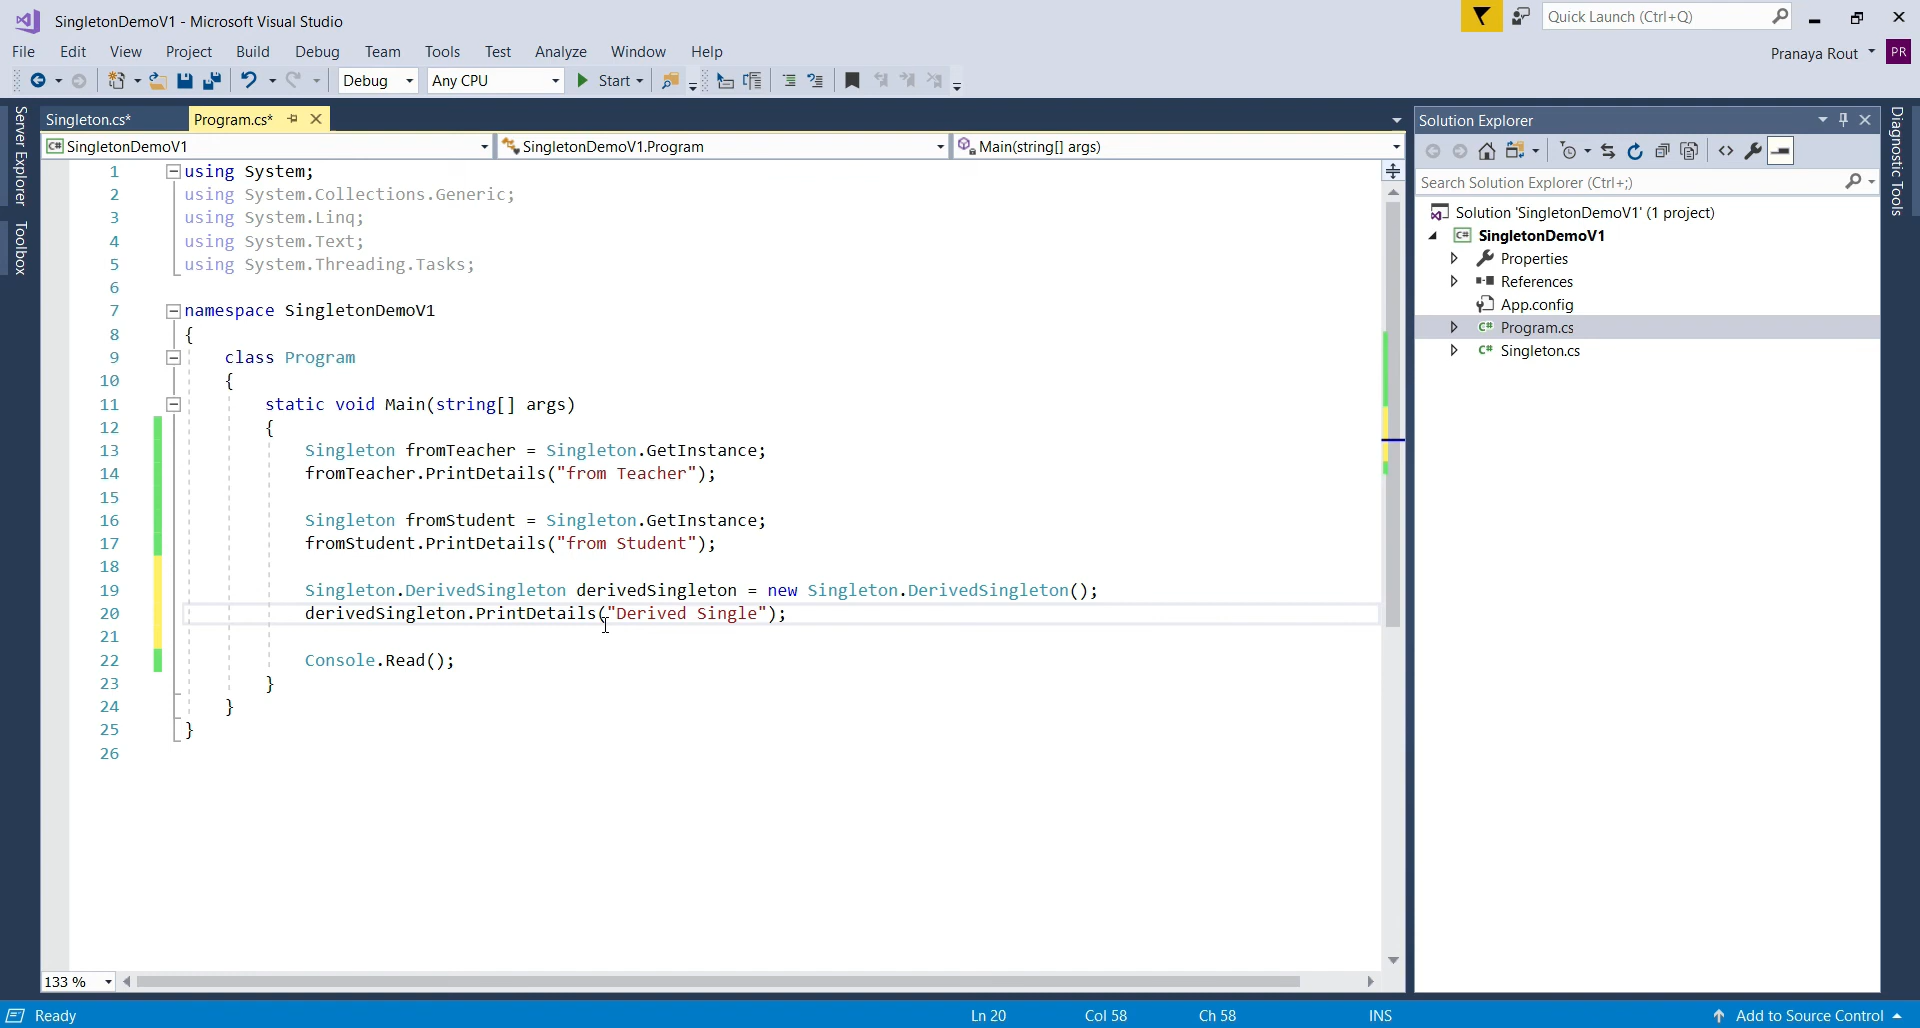 SingletonDemoV1 - Microsoft Visual Studio
Quick Launch (Ctrl+Q)
File Edit View Project Build Debug Team Tools Test Analyze Window Help
Pranaya Rout PR
Debug Any CPU Start
Server Explorer
Toolbox
Singleton.cs* Program.cs*
SingletonDemoV1 SingletonDemoV1.Program Main(string[] args)
1 using System;
2 using System.Collections.Generic;
3 using System.Linq;
4 using System.Text;
5 using System.Threading.Tasks;
6
7 namespace SingletonDemoV1
8 {
9 class Program
10 {
11 static void Main(string[] args)
12 {
13 Singleton fromTeacher = Singleton.GetInstance;
14 fromTeacher.PrintDetails("from Teacher");
15
16 Singleton fromStudent = Singleton.GetInstance;
17 fromStudent.PrintDetails("from Student");
18
19 Singleton.DerivedSingleton derivedSingleton = new Singleton.DerivedSingleton();
20 derivedSingleton.PrintDetails("Derived Single");
21
22 Console.Read();
23 }
24 }
25 }
26
133 %
Solution Explorer
Search Solution Explorer (Ctrl+;)
Solution 'SingletonDemoV1' (1 project)
C# SingletonDemoV1
Properties
References
App.config
C# Program.cs
C# Singleton.cs
Diagnostic Tools
Ready Ln 20 Col 58 Ch 58 INS Add to Source Control